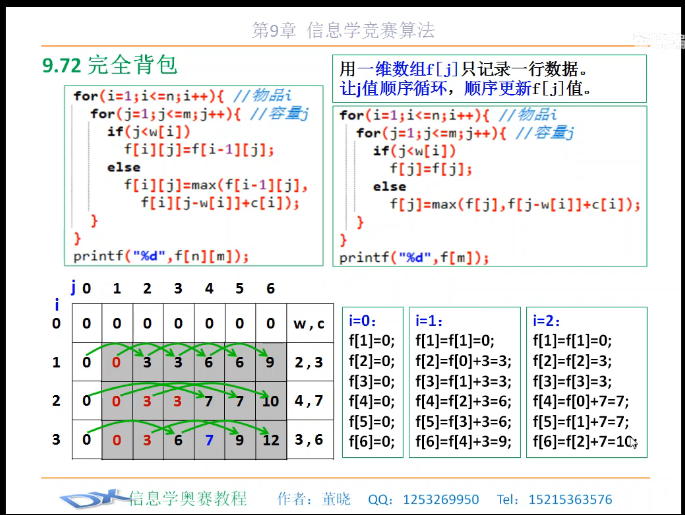 第9章 信息学竞赛算法
9.72 完全背包
用一维数组f[j]只记录一行数据。
让j值顺序循环，顺序更新f[j]值。
for(i=1;i<=n;i++){ //物品i
for(j=1;j<=m;j++){ //容量j
if(j<w[i])
f[i][j]=f[i-1][j];
else
f[i][j]=max(f[i-1][j],
f[i][j-w[i]]+c[i]);
}
}
printf("%d",f[n][m]);
for(i=1;i<=n;i++){ //物品i
for(j=1;j<=m;j++){ //容量j
if(j<w[i])
f[j]=f[j];
else
f[j]=max(f[j],f[j-w[i]]+c[i]);
}
}
printf("%d",f[m]);
j 0 1 2 3 4 5 6
i
0 0 0 0 0 0 0 0 w,c
1 0 0 3 3 6 6 9 2,3
2 0 0 3 3 7 7 10 4,7
3 0 0 3 6 7 9 12 3,6
i=0:
f[1]=0;
f[2]=0;
f[3]=0;
f[4]=0;
f[5]=0;
f[6]=0;
i=1:
f[1]=f[1]=0;
f[2]=f[0]+3=3;
f[3]=f[1]+3=3;
f[4]=f[2]+3=6;
f[5]=f[3]+3=6;
f[6]=f[4]+3=9;
i=2:
f[1]=f[1]=0;
f[2]=f[2]=3;
f[3]=f[3]=3;
f[4]=f[0]+7=7;
f[5]=f[1]+7=7;
f[6]=f[2]+7=10;
信息学奥赛教程 作者：董晓 QQ：1253269950 Tel：15215363576